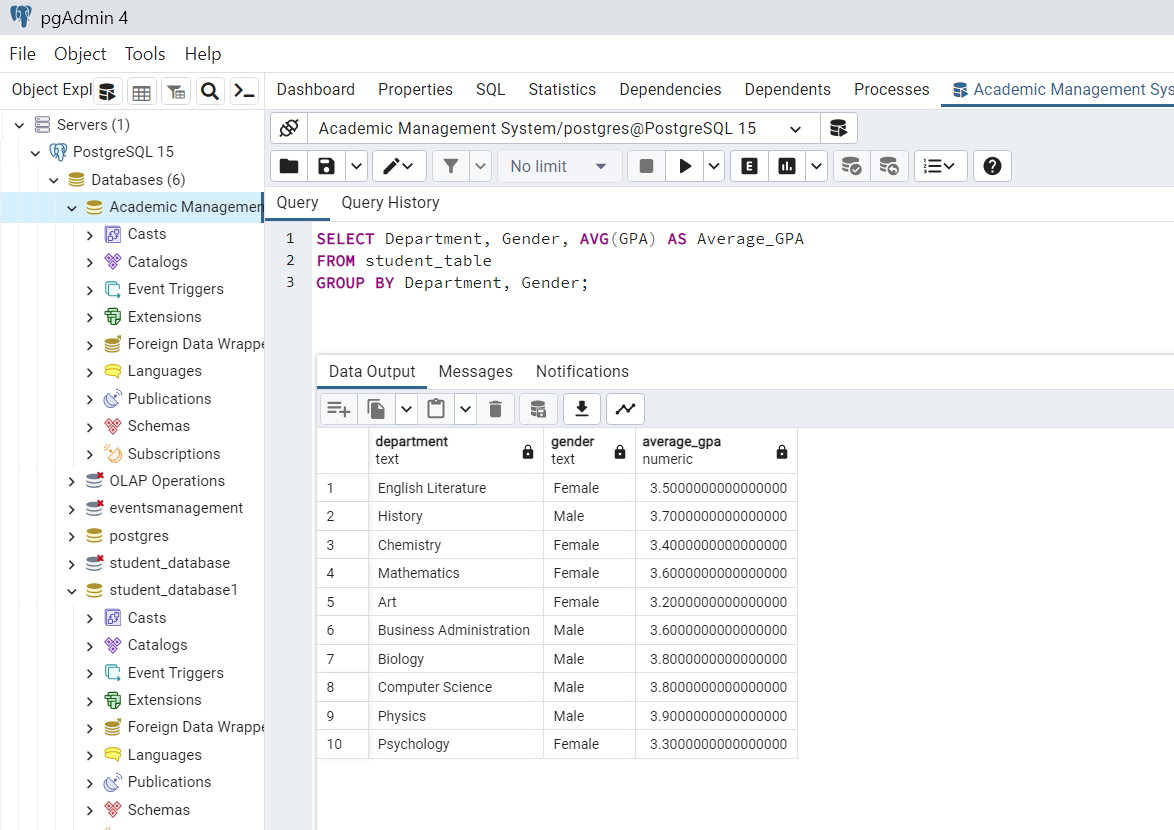 pgAdmin 4
File Object Tools Help
Object Expl
Dashboard Properties SQL Statistics Dependencies Dependents Processes Academic Management Sys
Servers (1)
PostgreSQL 15
Databases (6)
Academic Managemen
Casts
Catalogs
Event Triggers
Extensions
Foreign Data Wrappe
Languages
Publications
Schemas
Subscriptions
OLAP Operations
eventsmanagement
postgres
student_database
student_database1
Casts
Catalogs
Event Triggers
Extensions
Foreign Data Wrappe
Languages
Publications
Schemas
Academic Management System/postgres@PostgreSQL 15
No limit E
Query Query History
1 SELECT Department, Gender, AVG(GPA) AS Average_GPA
2 FROM student_table
3 GROUP BY Department, Gender;
Data Output Messages Notifications
department gender average_gpa
text text numeric
1 English Literature Female 3.5000000000000000
2 History Male 3.7000000000000000
3 Chemistry Female 3.4000000000000000
4 Mathematics Female 3.6000000000000000
5 Art Female 3.2000000000000000
6 Business Administration Male 3.6000000000000000
7 Biology Male 3.8000000000000000
8 Computer Science Male 3.8000000000000000
9 Physics Male 3.9000000000000000
10 Psychology Female 3.3000000000000000